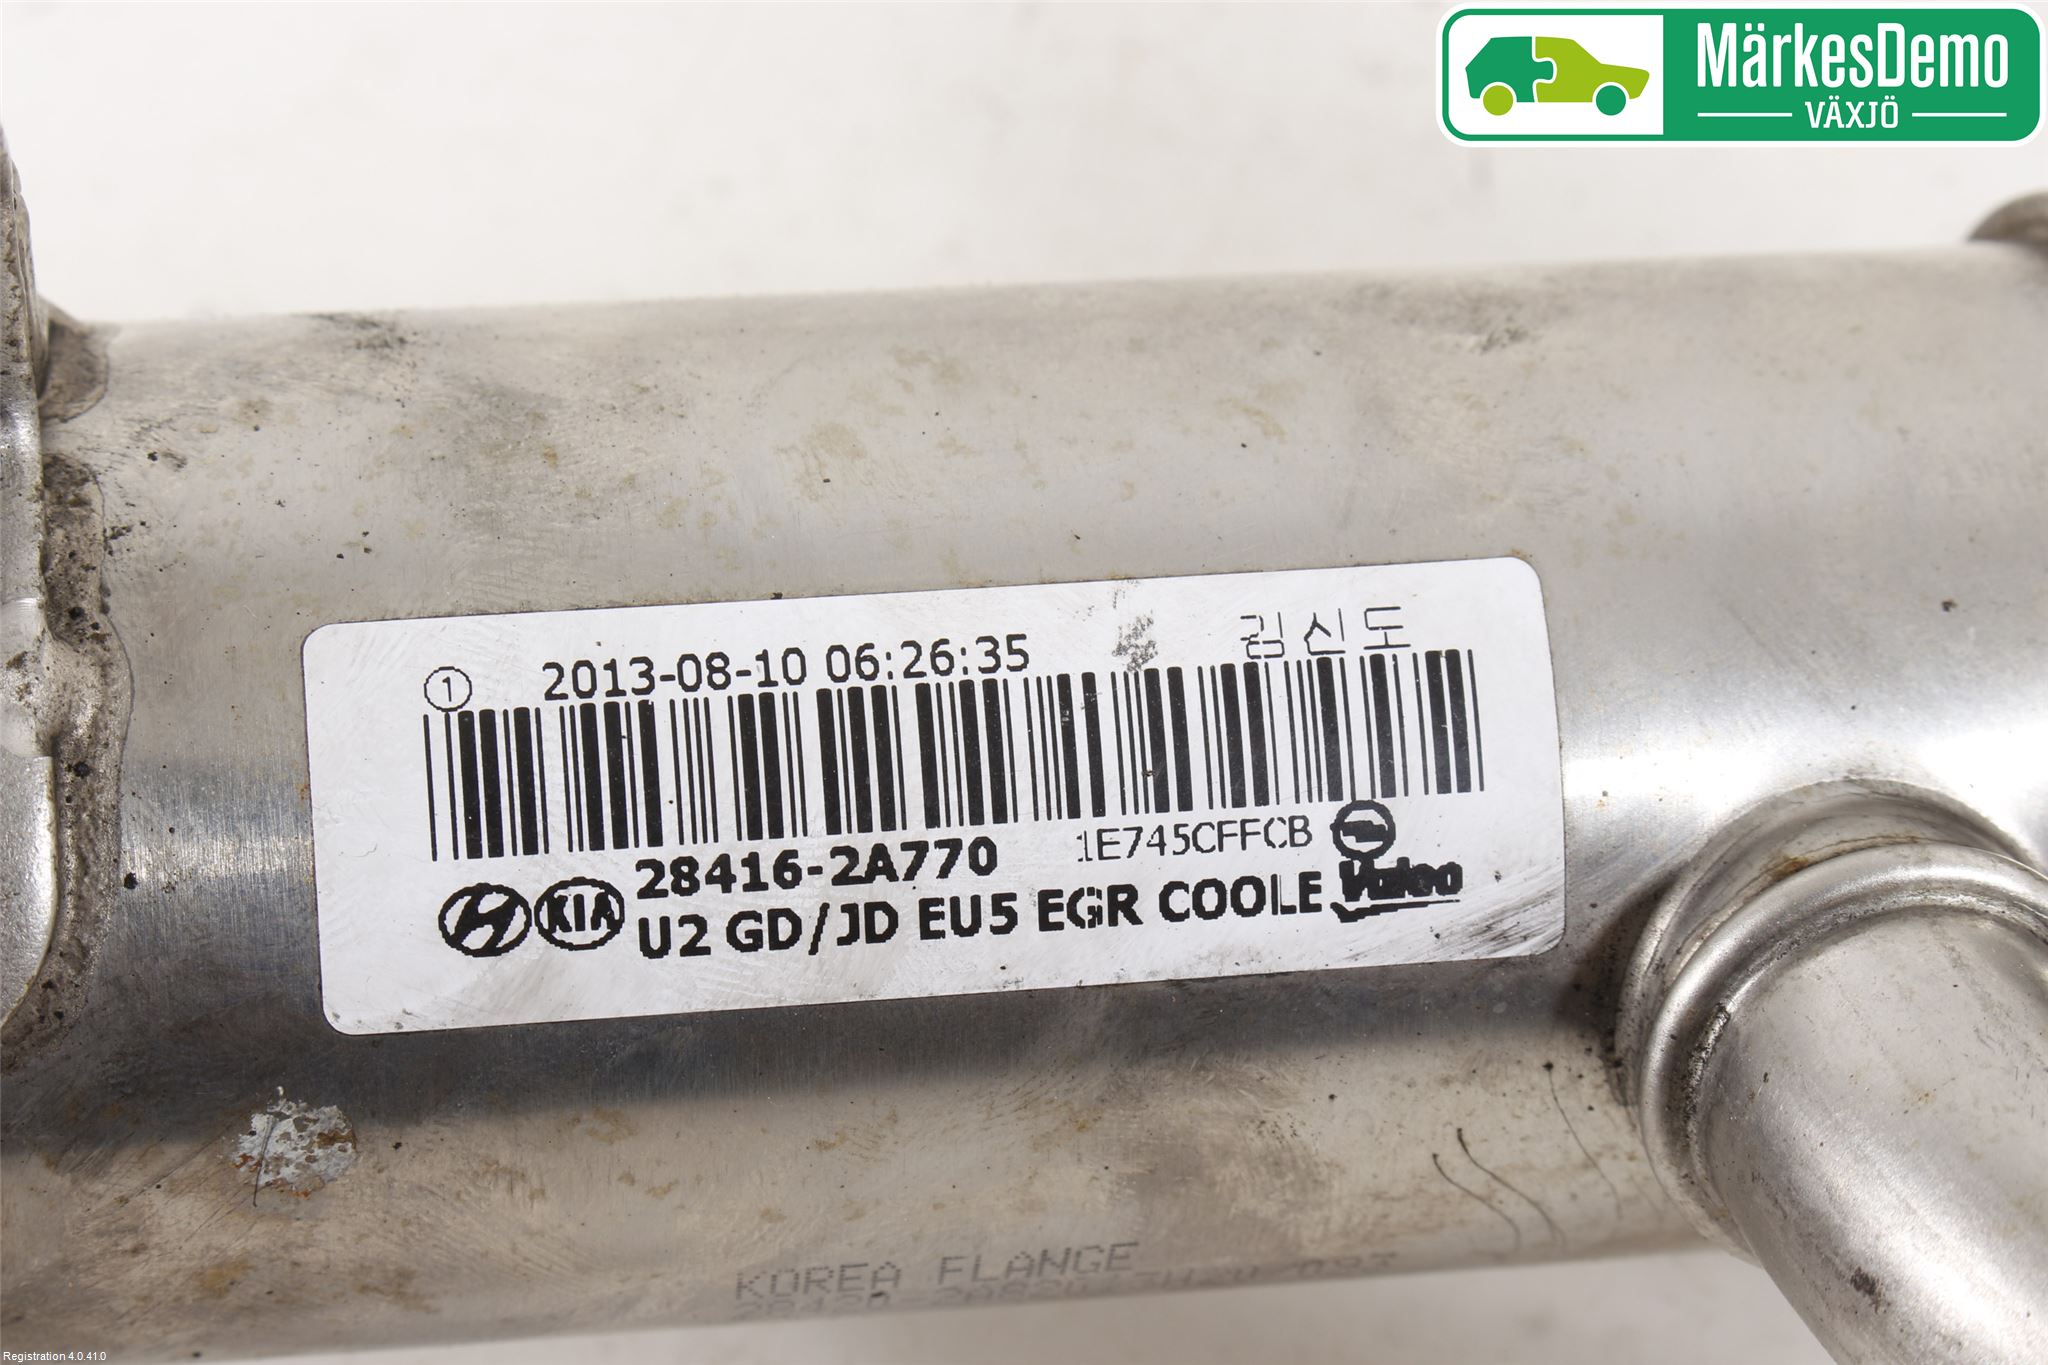 MärkesDemo
VÄXJÖ
① 2013-08-10 06:26:35 김신도
28416-2A770 1E745CFFCB
KIA U2 GD/JD EU5 EGR COOLE Valeo
KOREA FLANGE
Registration 4.0.41.0